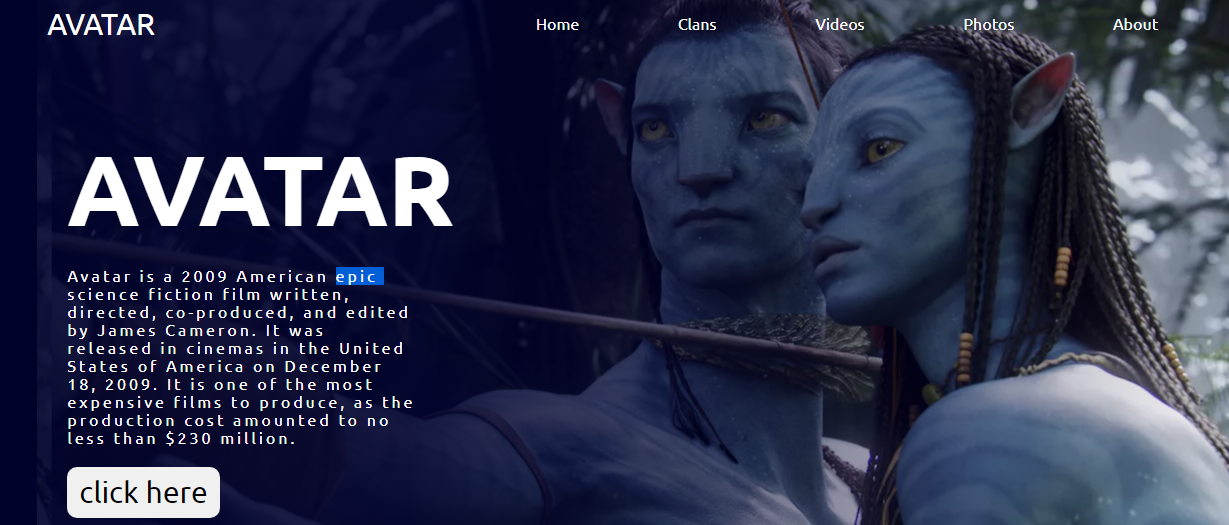 AVATAR Home Clans Videos Photos About
AVATAR
Avatar is a 2009 American epic
science fiction film written,
directed, co-produced, and edited
by James Cameron. It was
released in cinemas in the United
States of America on December
18, 2009. It is one of the most
expensive films to produce, as the
production cost amounted to no
less than $230 million.
click here